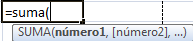 =suma(
SUMA(número1, [número2], ...)